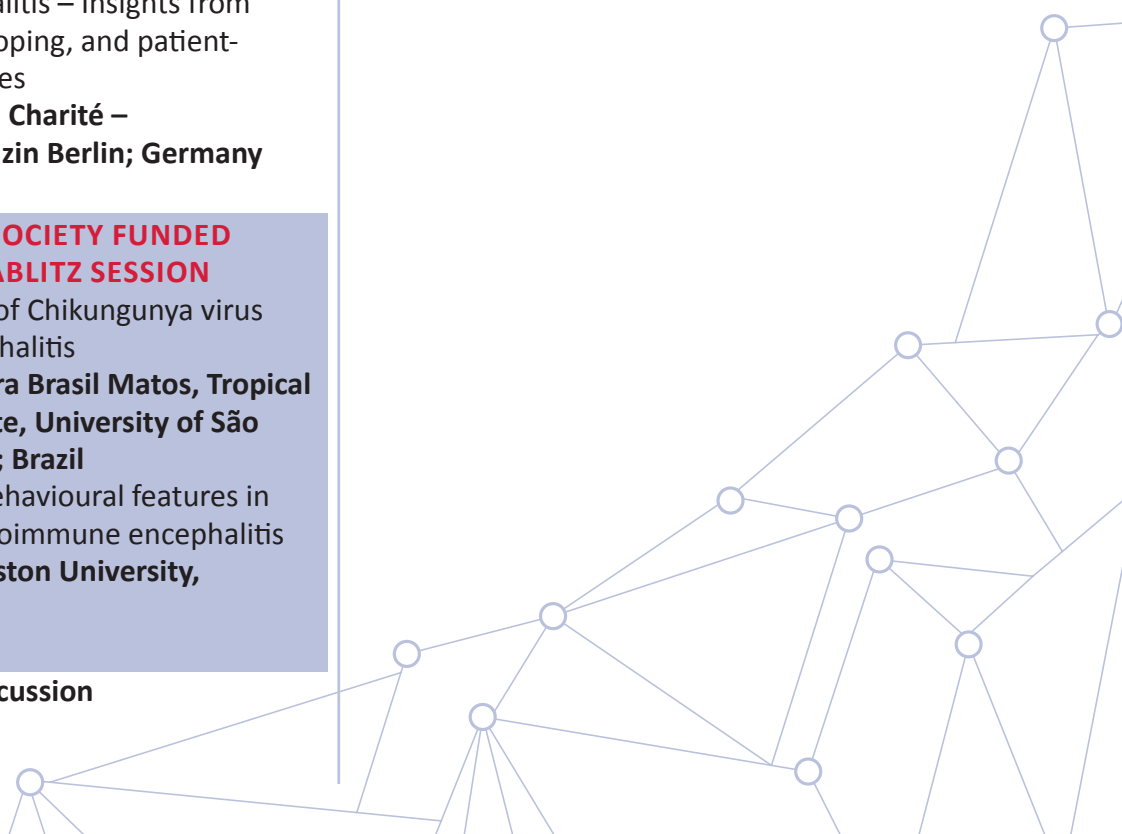 alitis – insights from
oping, and patient-
es
Charité –
zin Berlin; Germany
OCIETY FUNDED
ABLITZ SESSION
of Chikungunya virus
halitis
ra Brasil Matos, Tropical
te, University of São
; Brazil
ehavioural features in
oimmune encephalitis
ston University,
cussion